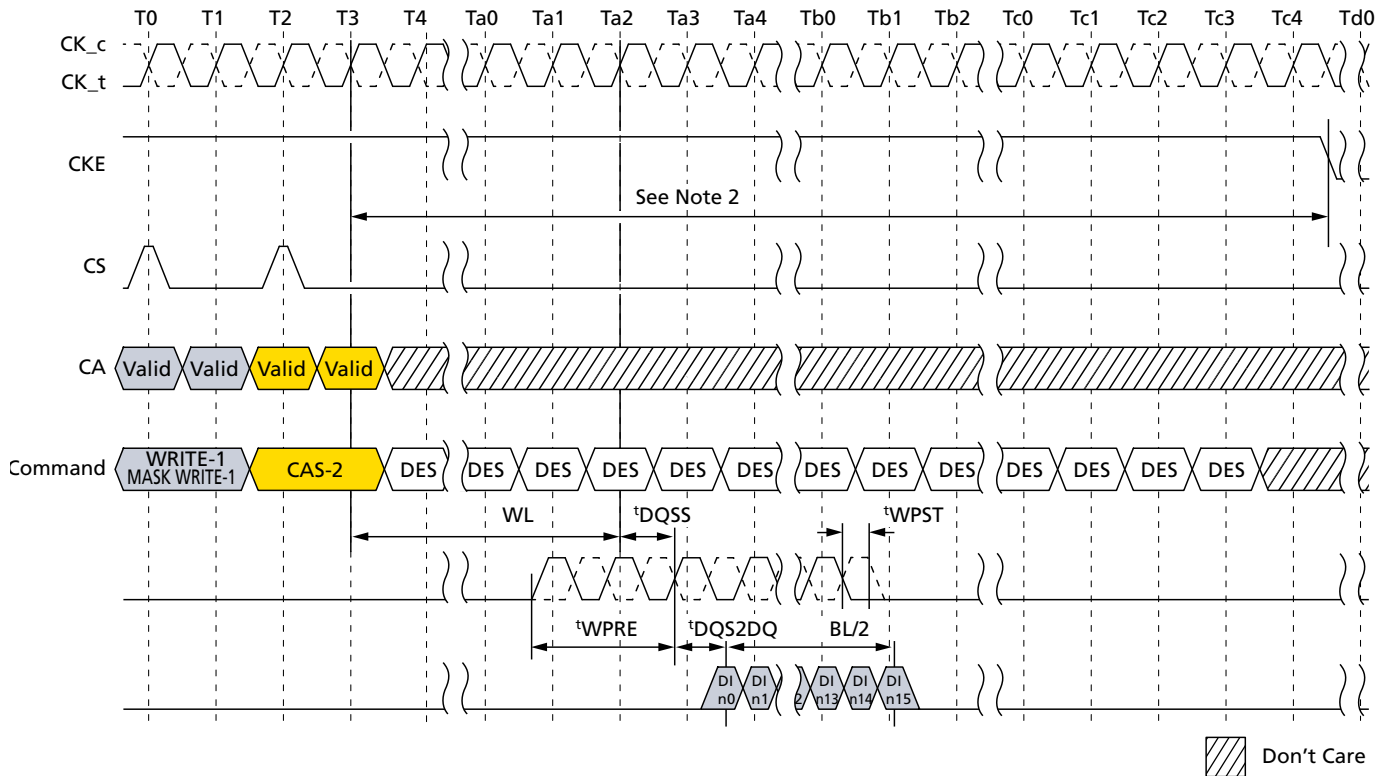 T0 T1 T2 T3 T4 Ta0 Ta1 Ta2 Ta3 Ta4 Tb0 Tb1 Tb2 Tc0 Tc1 Tc2 Tc3 Tc4 Td0
CK_c
CK_t
CKE
See Note 2
CS
CA Valid Valid Valid Valid
Command WRITE-1 MASK WRITE-1 CAS-2 DES DES DES DES DES DES DES DES DES DES DES DES DES
WL tDQSS tWPST
tWPRE tDQS2DQ BL/2
DI DI DI DI DI
n0 n1 2 n13 n14 n15
Don't Care